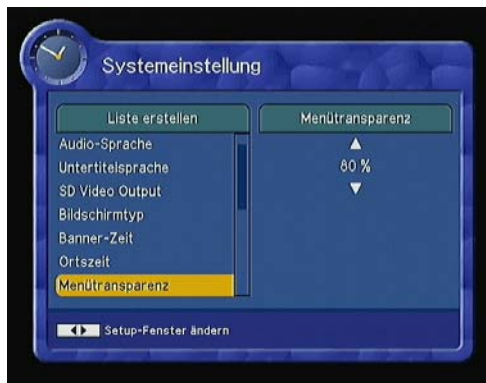 Systemeinstellung
Liste erstellen
Menütransparenz
Audio-Sprache
Untertitelsprache
SD Video Output
Bildschirmtyp
Banner-Zeit
Ortszeit
Menütransparenz
80 %
Setup-Fenster ändern